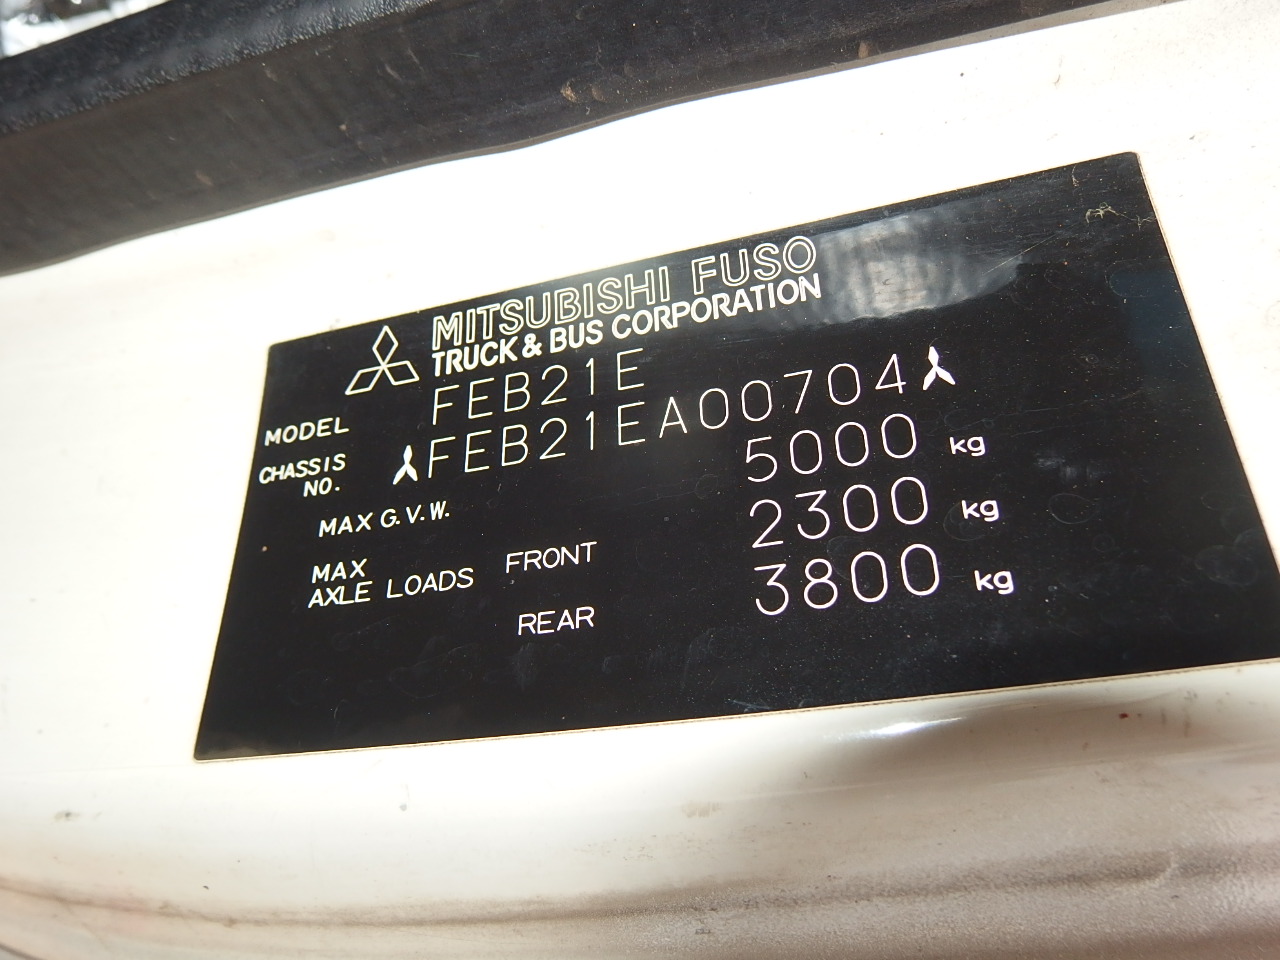 MITSUBISHI FUSO
TRUCK & BUS CORPORATION
MODEL FEB21E
CHASSIS NO. FEB21EA00704
MAX G.V.W. 5000 kg
MAX AXLE LOADS FRONT 2300 kg
REAR 3800 kg